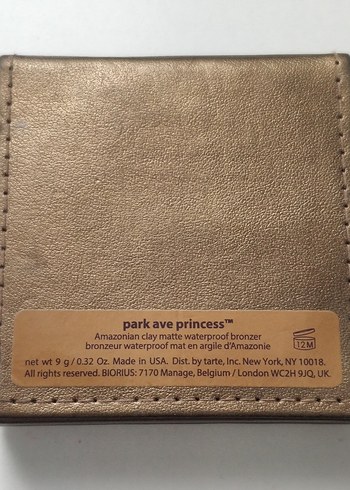 park ave princess™
Amazonian clay matte waterproof bronzer
bronzeur waterproof mat en argile d'Amazonie
net wt 9 g / 0.32 Oz. Made in USA. Dist. by tarte, Inc. New York, NY 10018.
All rights reserved. BIORIUS: 7170 Manage, Belgium / London WC2H 9JQ, UK.
12M